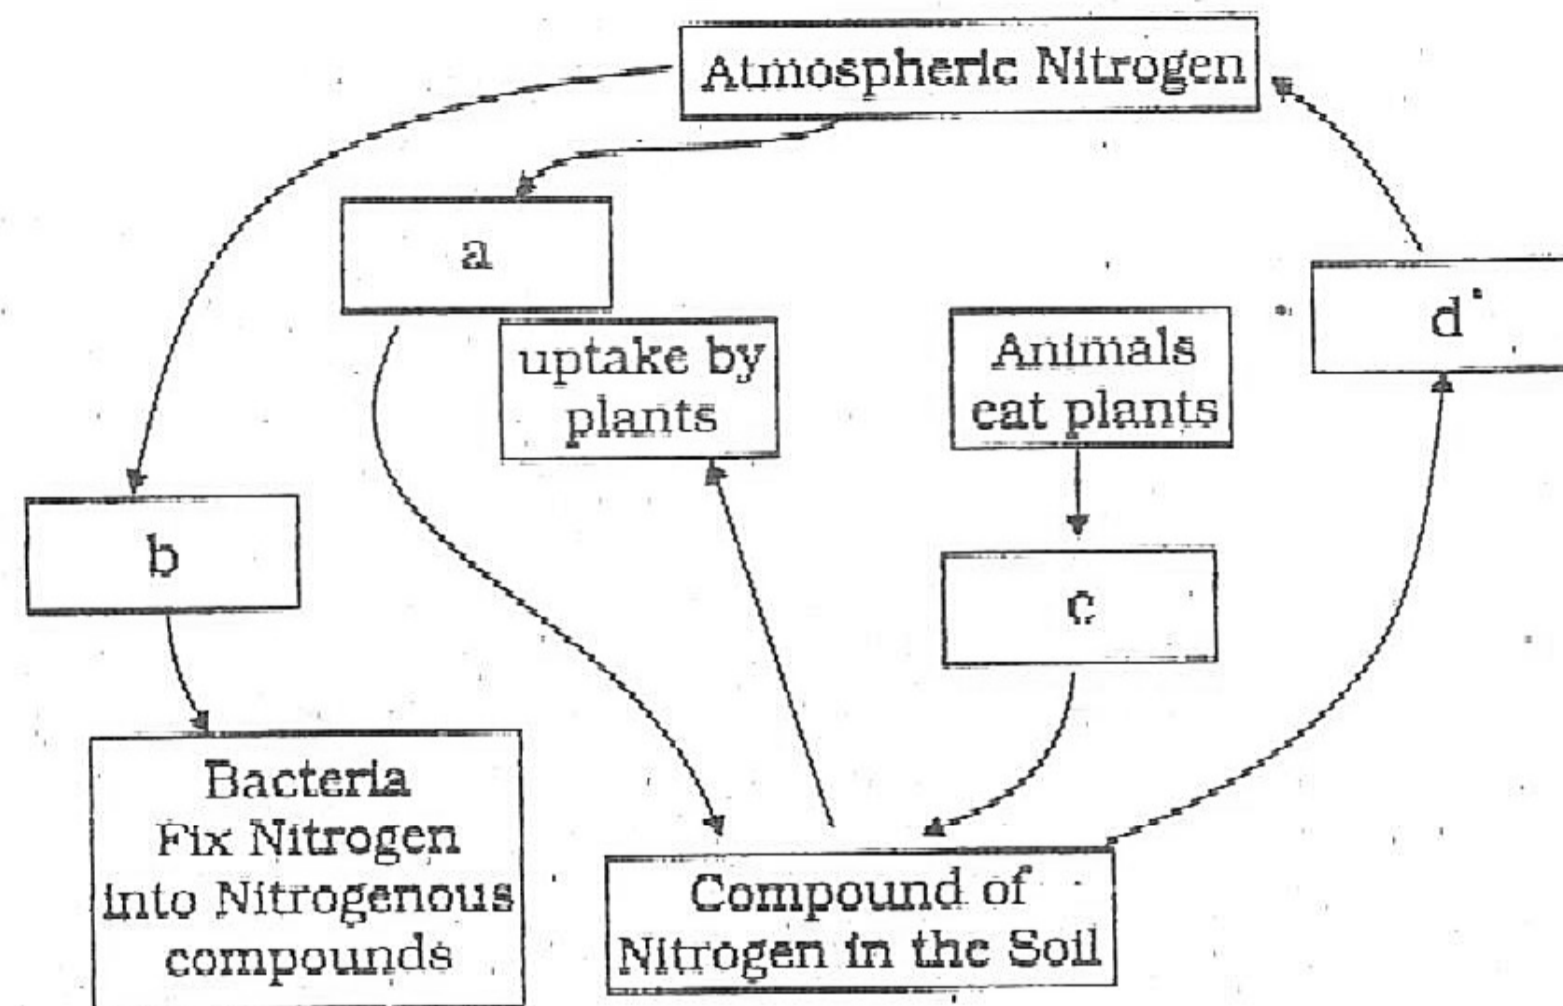 Atmospheric Nitrogen
a
uptake by
plants
Animals
cat plants
d
b
c
Bacteria
Fix Nitrogen
into Nitrogenous
compounds
Compound of
Nitrogen in the Soil